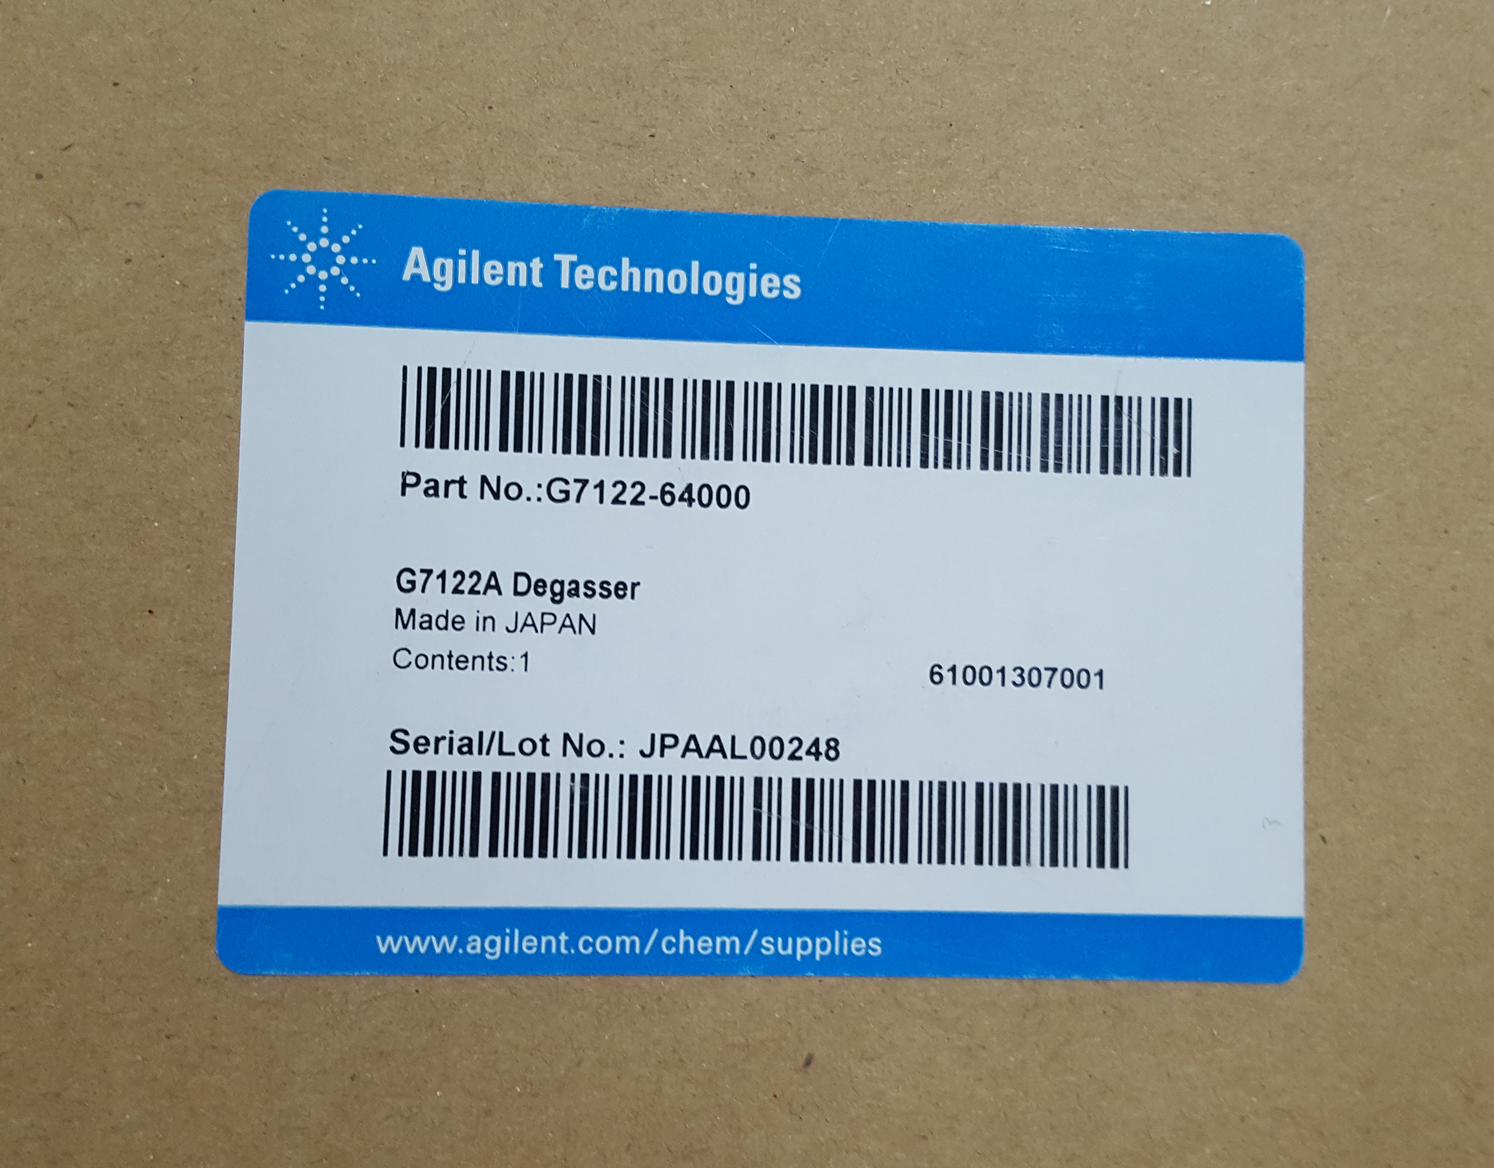 Agilent Technologies
Part No.:G7122-64000
G7122A Degasser
Made in JAPAN
Contents:1
61001307001
Serial/Lot No.: JPAAL00248
www.agilent.com/chem/supplies